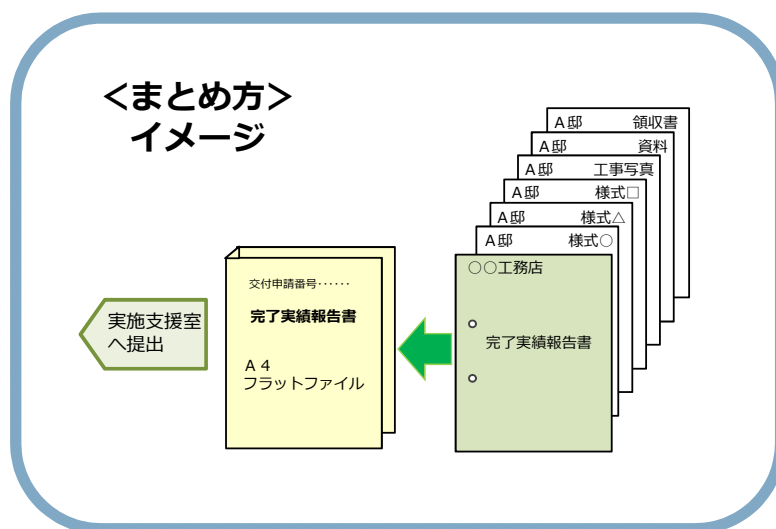 <まとめ方>
イメージ
A邸 領収書
A邸 資料
A邸 工事写真
A邸 様式□
A邸 様式△
A邸 様式○
○○工務店
完了実績報告書
交付申請番号‥‥‥
完了実績報告書
A4
フラットファイル
実施支援室
へ提出